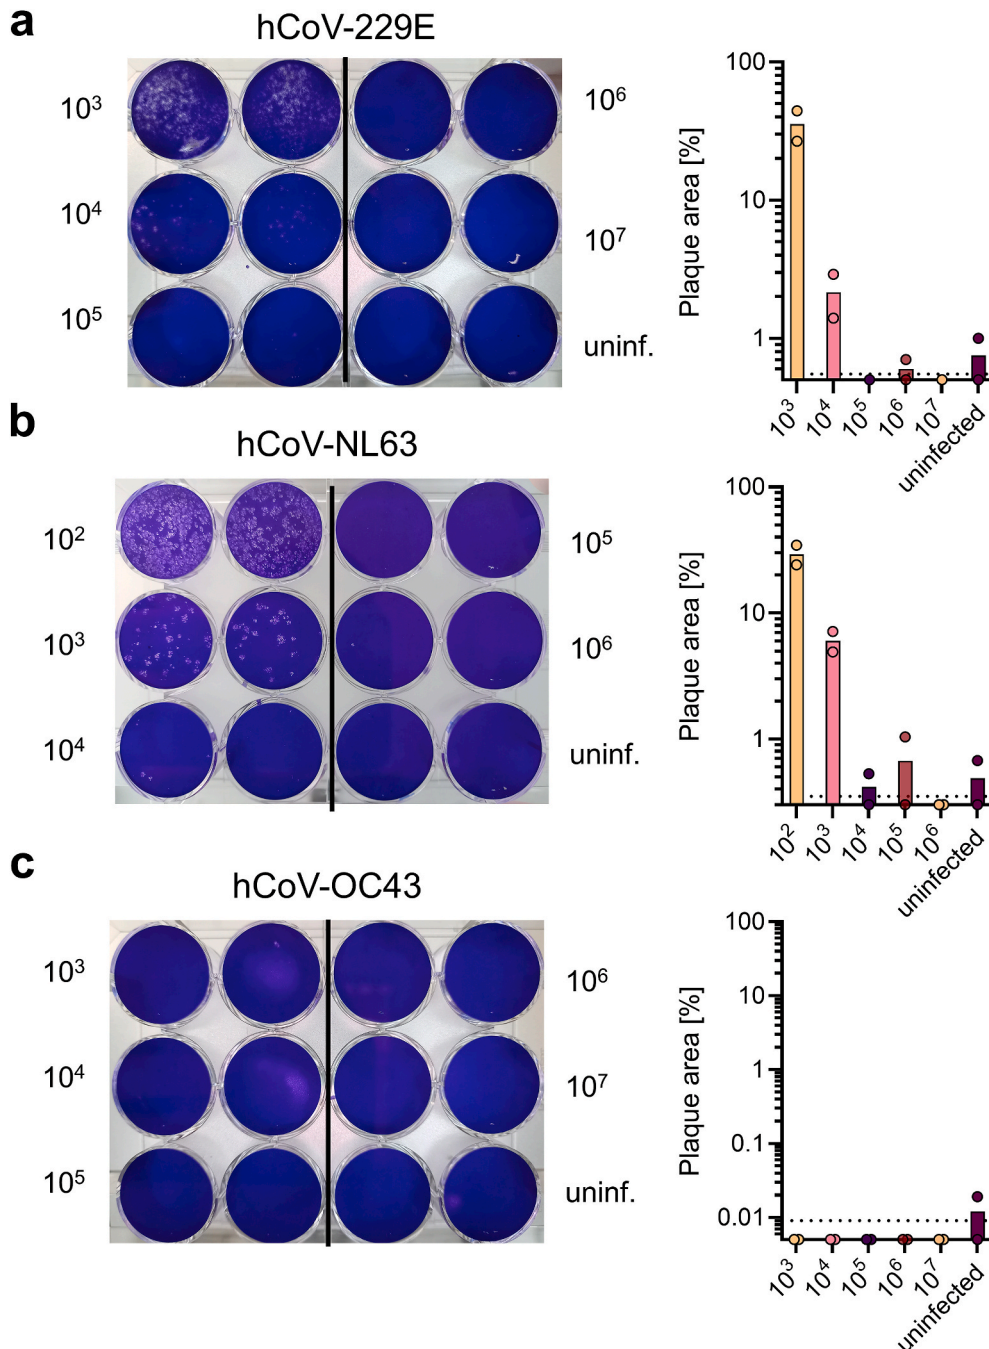 a
hCoV-229E
10³
10⁴
10⁵
10⁶
10⁷
uninf.
Plaque area [%]
100
10
1
10³ 10⁴ 10⁵ 10⁶ 10⁷ uninfected
b
hCoV-NL63
10²
10³
10⁴
10⁵
10⁶
uninf.
Plaque area [%]
100
10
1
10² 10³ 10⁴ 10⁵ 10⁶ uninfected
c
hCoV-OC43
10³
10⁴
10⁵
10⁶
10⁷
uninf.
Plaque area [%]
100
10
1
0.1
0.01
10³ 10⁴ 10⁵ 10⁶ 10⁷ uninfected